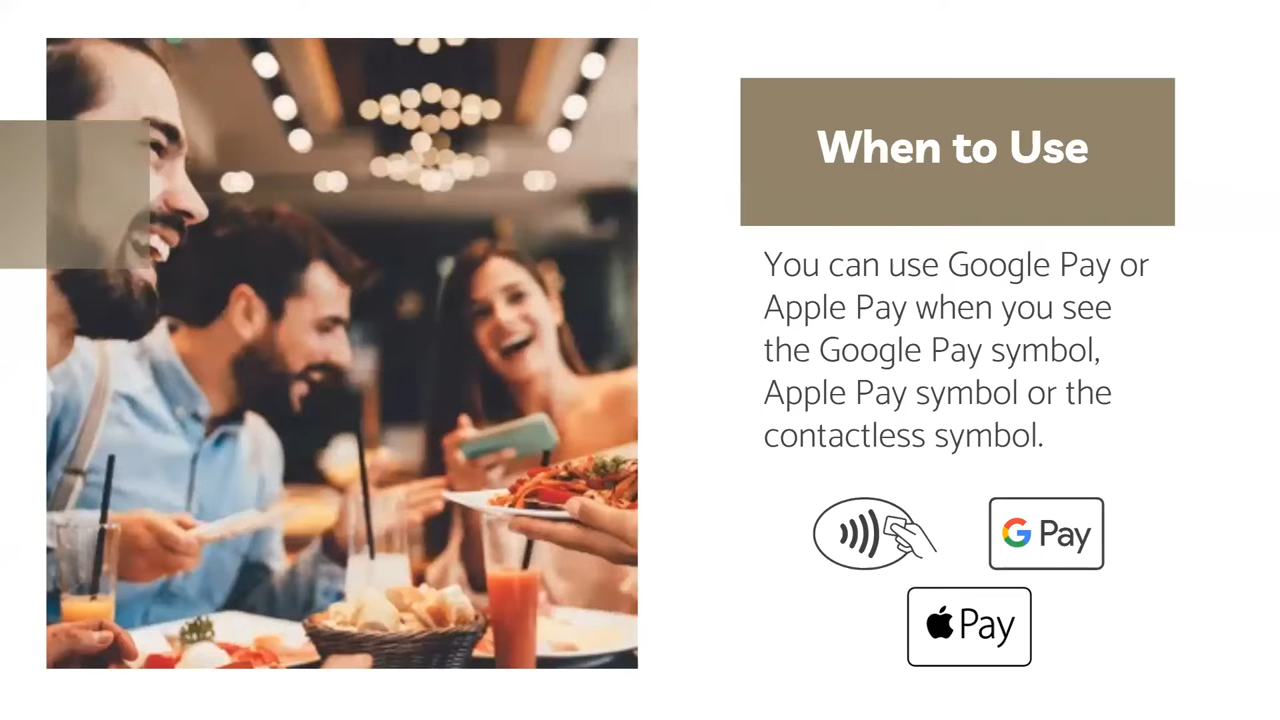 When to Use
You can use Google Pay or
Apple Pay when you see
the Google Pay symbol,
Apple Pay symbol or the
contactless symbol.
G Pay
Pay